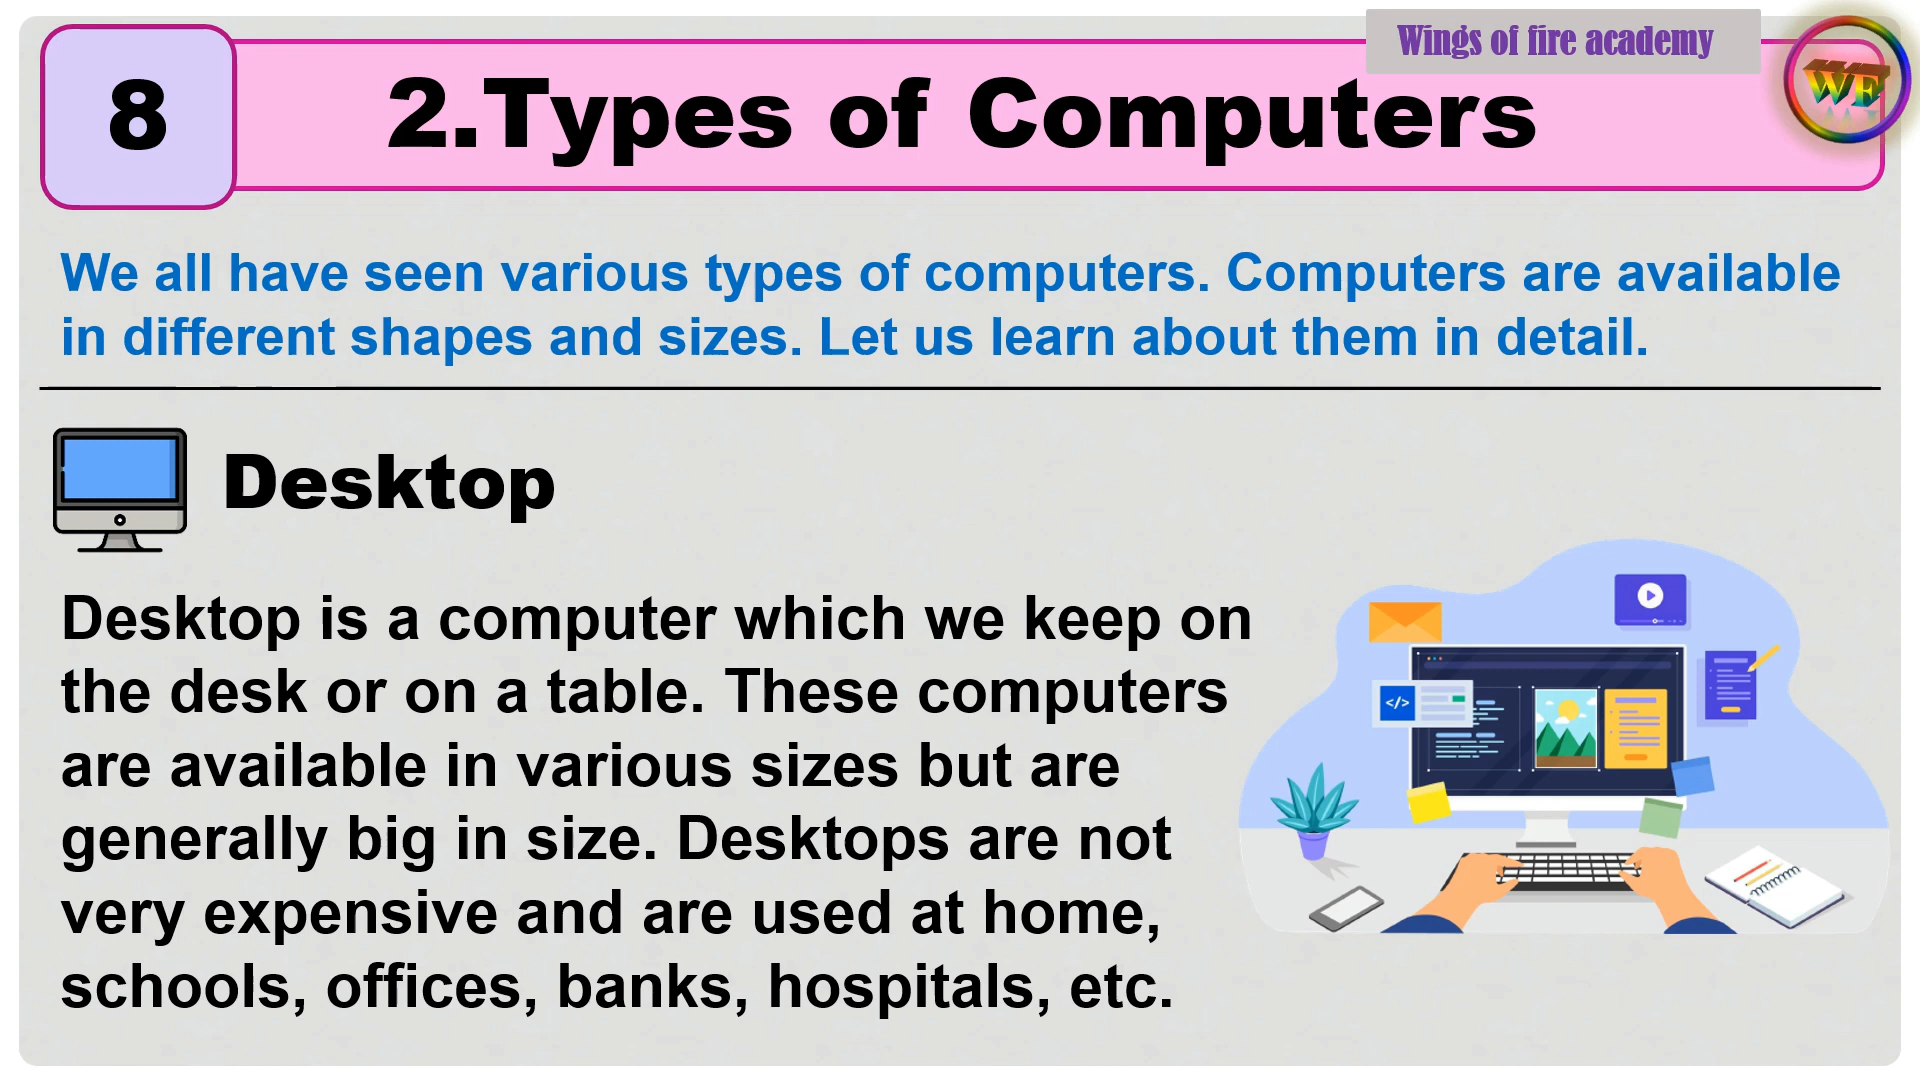 Wings of fire academy
WE
8
2.Types of Computers
We all have seen various types of computers. Computers are available
in different shapes and sizes. Let us learn about them in detail.
Desktop
Desktop is a computer which we keep on
the desk or on a table. These computers
are available in various sizes but are
generally big in size. Desktops are not
very expensive and are used at home,
schools, offices, banks, hospitals, etc.
</>